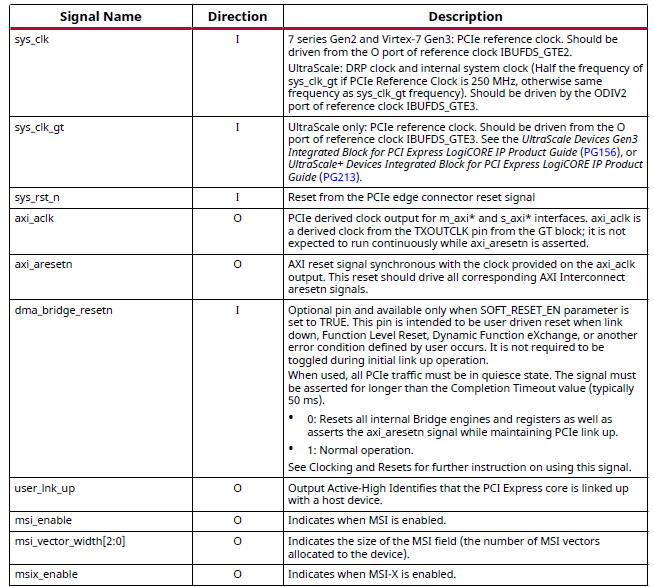 Signal Name Direction Description
sys_clk I 7 series Gen2 and Virtex-7 Gen3: PCIe reference clock. Should be
driven from the O port of reference clock IBUFDS_GTE2.
UltraScale: DRP clock and internal system clock (Half the frequency of
sys_clk_gt if PCIe Reference Clock is 250 MHz, otherwise same
frequency as sys_clk_gt frequency). Should be driven by the ODIV2
port of reference clock IBUFDS_GTE3.
sys_clk_gt I UltraScale only: PCIe reference clock. Should be driven from the O
port of reference clock IBUFDS_GTE3. See the UltraScale Devices Gen3
Integrated Block for PCI Express LogiCORE IP Product Guide (PG156), or
UltraScale+ Devices Integrated Block for PCI Express LogiCORE IP Product
Guide (PG213).
sys_rst_n I Reset from the PCIe edge connector reset signal
axi_aclk O PCIe derived clock output for m_axi* and s_axi* interfaces. axi_aclk is
a derived clock from the TXOUTCLK pin from the GT block; it is not
expected to run continuously while axi_aresetn is asserted.
axi_aresetn O AXI reset signal synchronous with the clock provided on the axi_aclk
output. This reset should drive all corresponding AXI Interconnect
aresetn signals.
dma_bridge_resetn I Optional pin and available only when SOFT_RESET_EN parameter is
set to TRUE. This pin is intended to be user driven reset when link
down, Function Level Reset, Dynamic Function eXchange, or another
error condition defined by user occurs. It is not required to be
toggled during initial link up operation.
When used, all PCIe traffic must be in quiesce state. The signal must
be asserted for longer than the Completion Timeout value (typically
50 ms).
• 0: Resets all internal Bridge engines and registers as well as
asserts the axi_aresetn signal while maintaining PCIe link up.
• 1: Normal operation.
See Clocking and Resets for further instruction on using this signal.
user_lnk_up O Output Active-High Identifies that the PCI Express core is linked up
with a host device.
msi_enable O Indicates when MSI is enabled.
msi_vector_width[2:0] O Indicates the size of the MSI field (the number of MSI vectors
allocated to the device).
msix_enable O Indicates when MSI-X is enabled.